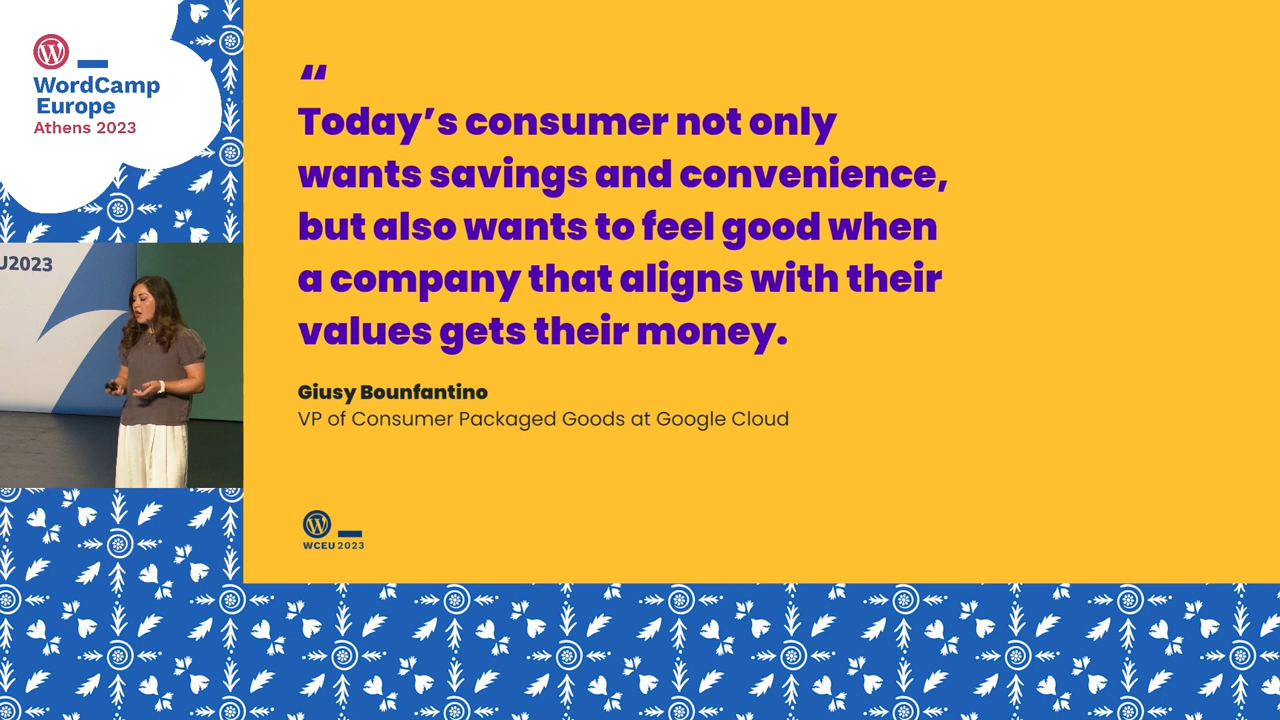 WordCamp
Europe
Athens 2023
U2023
“
Today’s consumer not only
wants savings and convenience,
but also wants to feel good when
a company that aligns with their
values gets their money.
Giusy Bounfantino
VP of Consumer Packaged Goods at Google Cloud
WCEU 2023